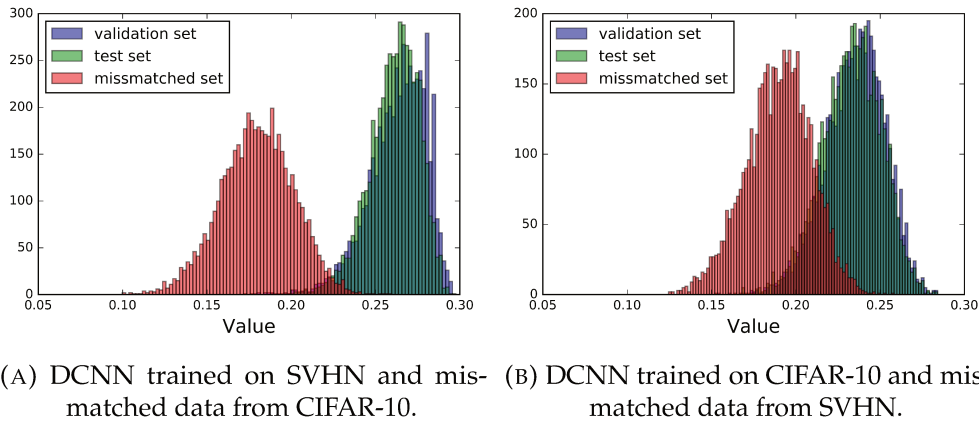 300
250
200
150
100
50
0
validation set
test set
missmatched set
0.05 0.10 0.15 0.20 0.25 0.30
Value
200
150
100
50
0
validation set
test set
missmatched set
0.05 0.10 0.15 0.20 0.25 0.30
Value
(A) DCNN trained on SVHN and mis-
matched data from CIFAR-10.
(B) DCNN trained on CIFAR-10 and mis
matched data from SVHN.